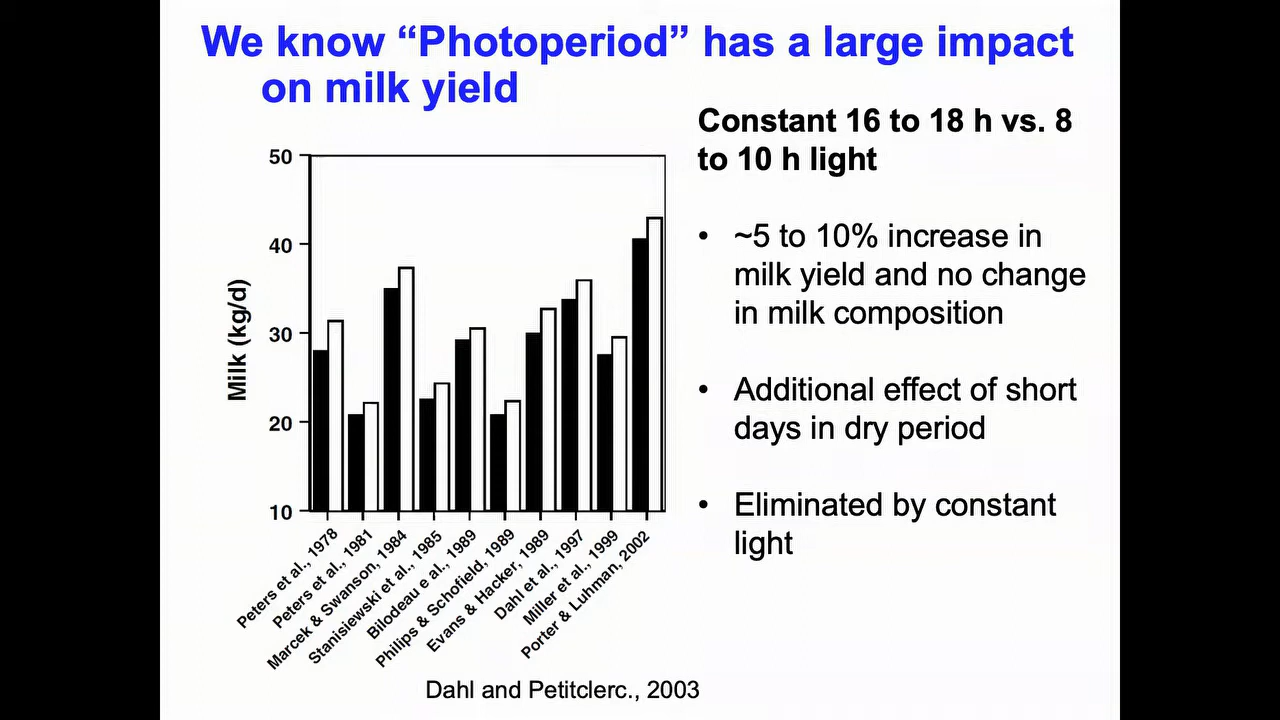 We know “Photoperiod” has a large impact
on milk yield
Constant 16 to 18 h vs. 8
to 10 h light
• ~5 to 10% increase in
milk yield and no change
in milk composition
• Additional effect of short
days in dry period
• Eliminated by constant
light
Milk (kg/d)
50
40
30
20
10
Peters et al., 1978
Peters et al., 1981
Marcek & Swanson, 1984
Stanisiewski et al., 1985
Bilodeau e al., 1989
Philips & Schofield, 1989
Evans & Hacker, 1989
Dahl et al., 1997
Miller et al., 1999
Porter & Luhman, 2002
Dahl and Petitclerc., 2003